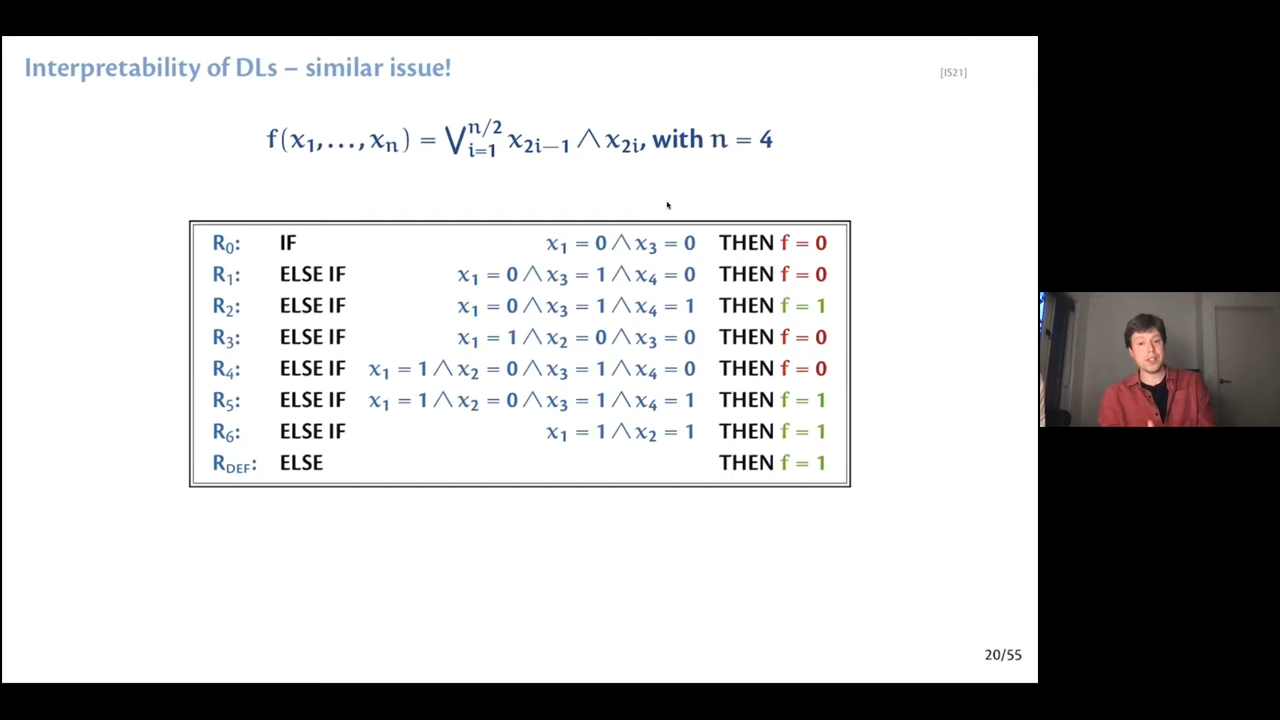 Interpretability of DLs – similar issue!
[IS21]
f(x₁,…,xₙ) = ⋁ᵢ₌₁ⁿᐟ² x₂ᵢ₋₁ ∧ x₂ᵢ, with n = 4
R₀: IF x₁ = 0 ∧ x₃ = 0 THEN f = 0
R₁: ELSE IF x₁ = 0 ∧ x₃ = 1 ∧ x₄ = 0 THEN f = 0
R₂: ELSE IF x₁ = 0 ∧ x₃ = 1 ∧ x₄ = 1 THEN f = 1
R₃: ELSE IF x₁ = 1 ∧ x₂ = 0 ∧ x₃ = 0 THEN f = 0
R₄: ELSE IF x₁ = 1 ∧ x₂ = 0 ∧ x₃ = 1 ∧ x₄ = 0 THEN f = 0
R₅: ELSE IF x₁ = 1 ∧ x₂ = 0 ∧ x₃ = 1 ∧ x₄ = 1 THEN f = 1
R₆: ELSE IF x₁ = 1 ∧ x₂ = 1 THEN f = 1
R_DEF: ELSE THEN f = 1
20/55